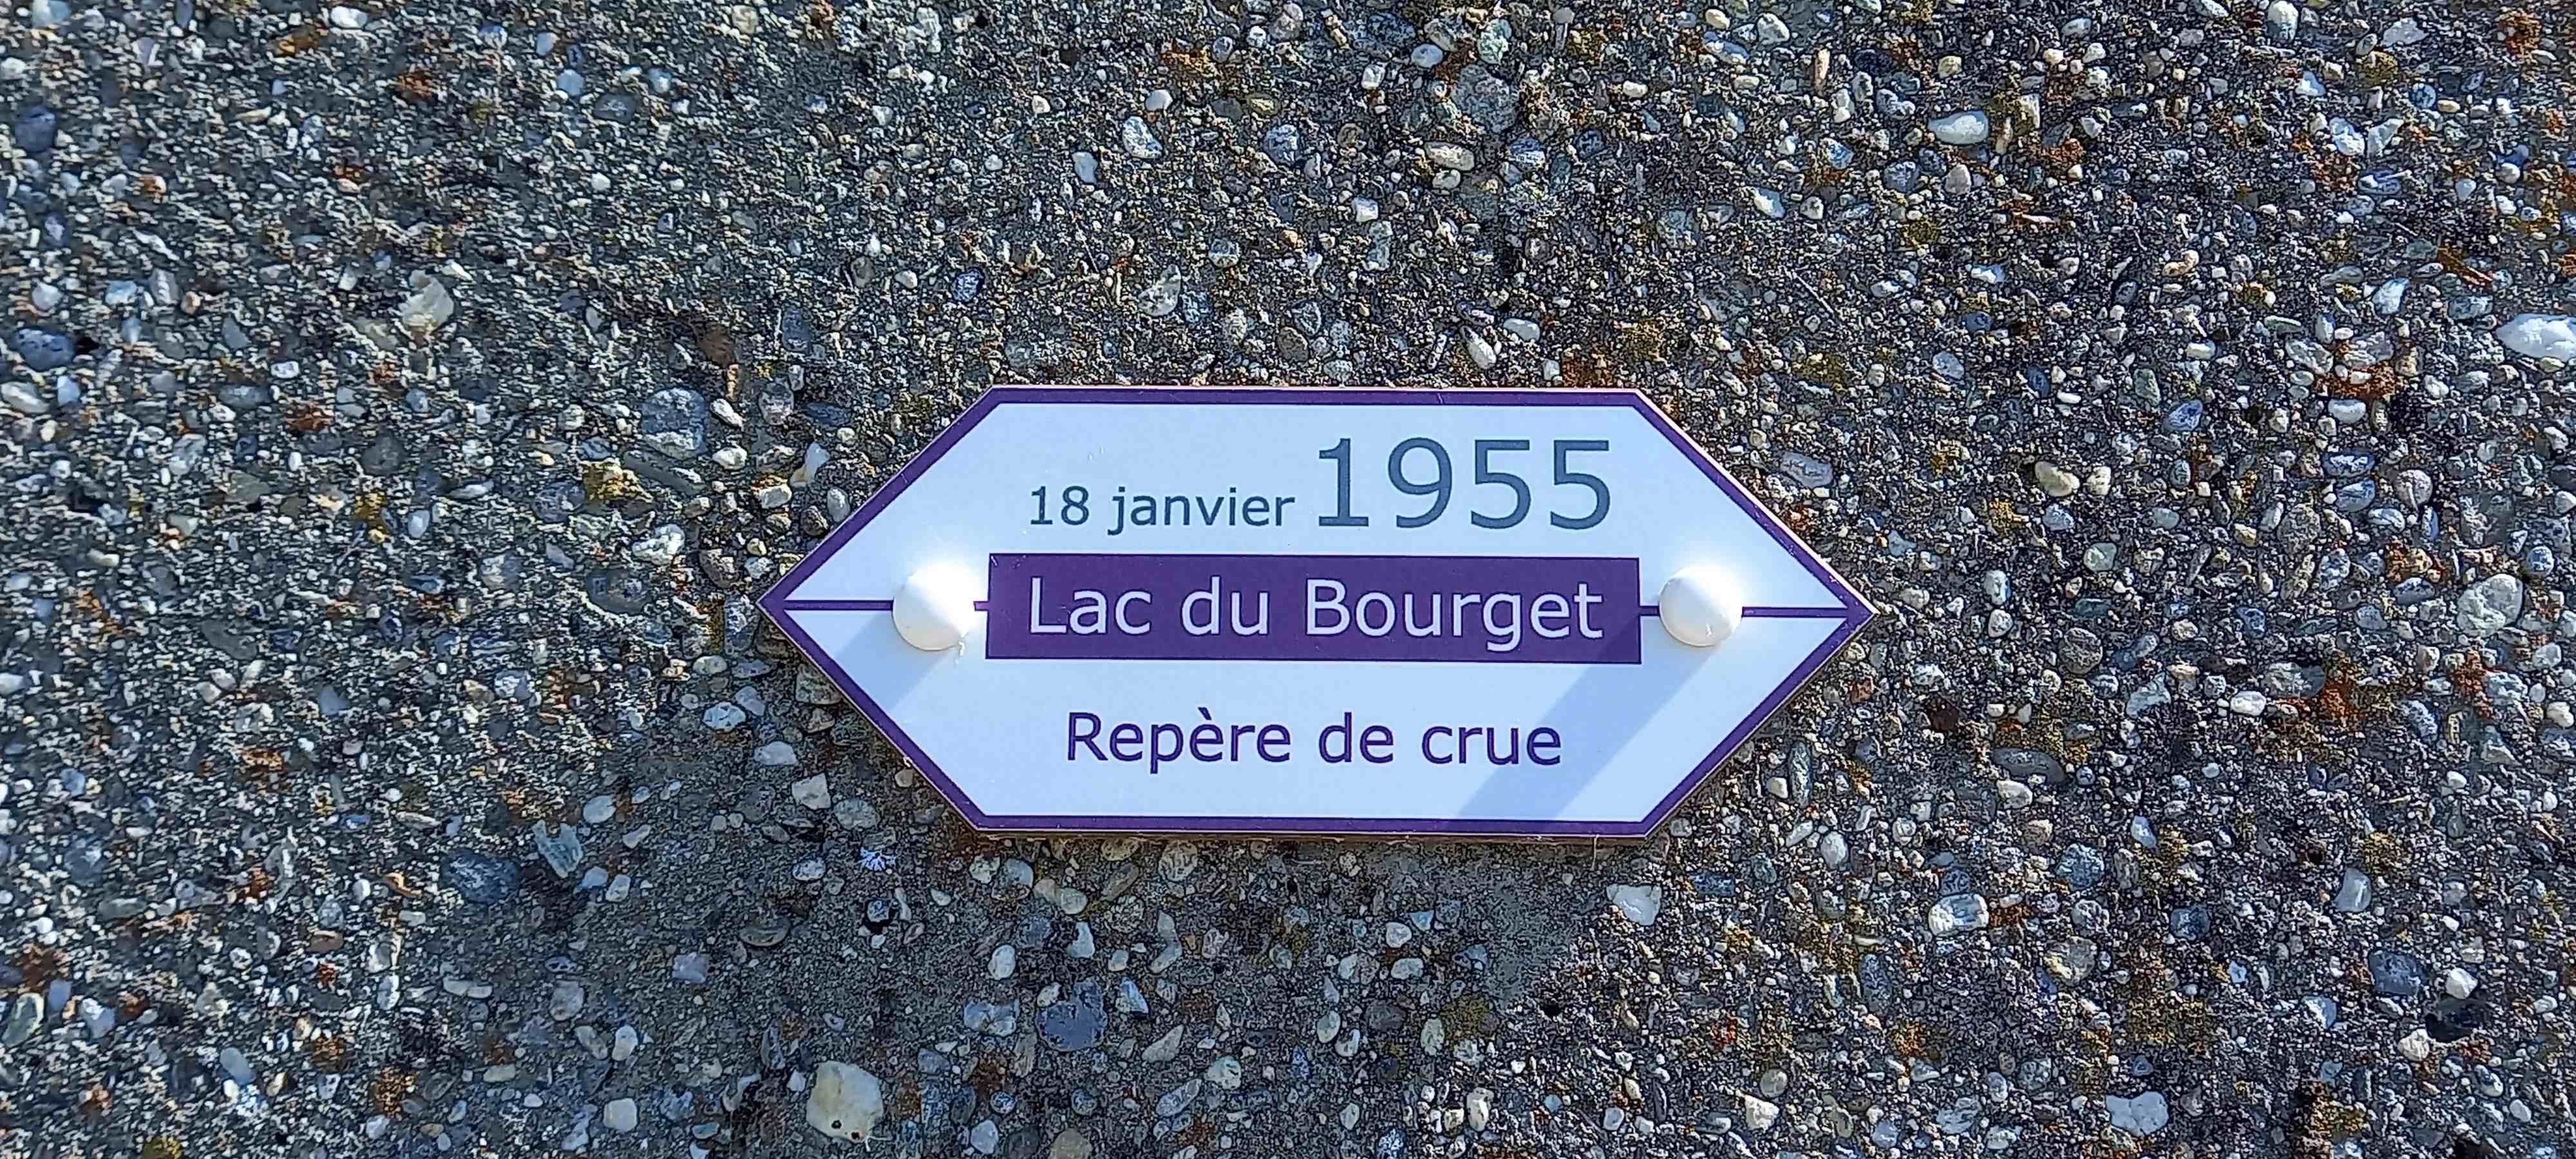 18 janvier 1955
Lac du Bourget
Repère de crue